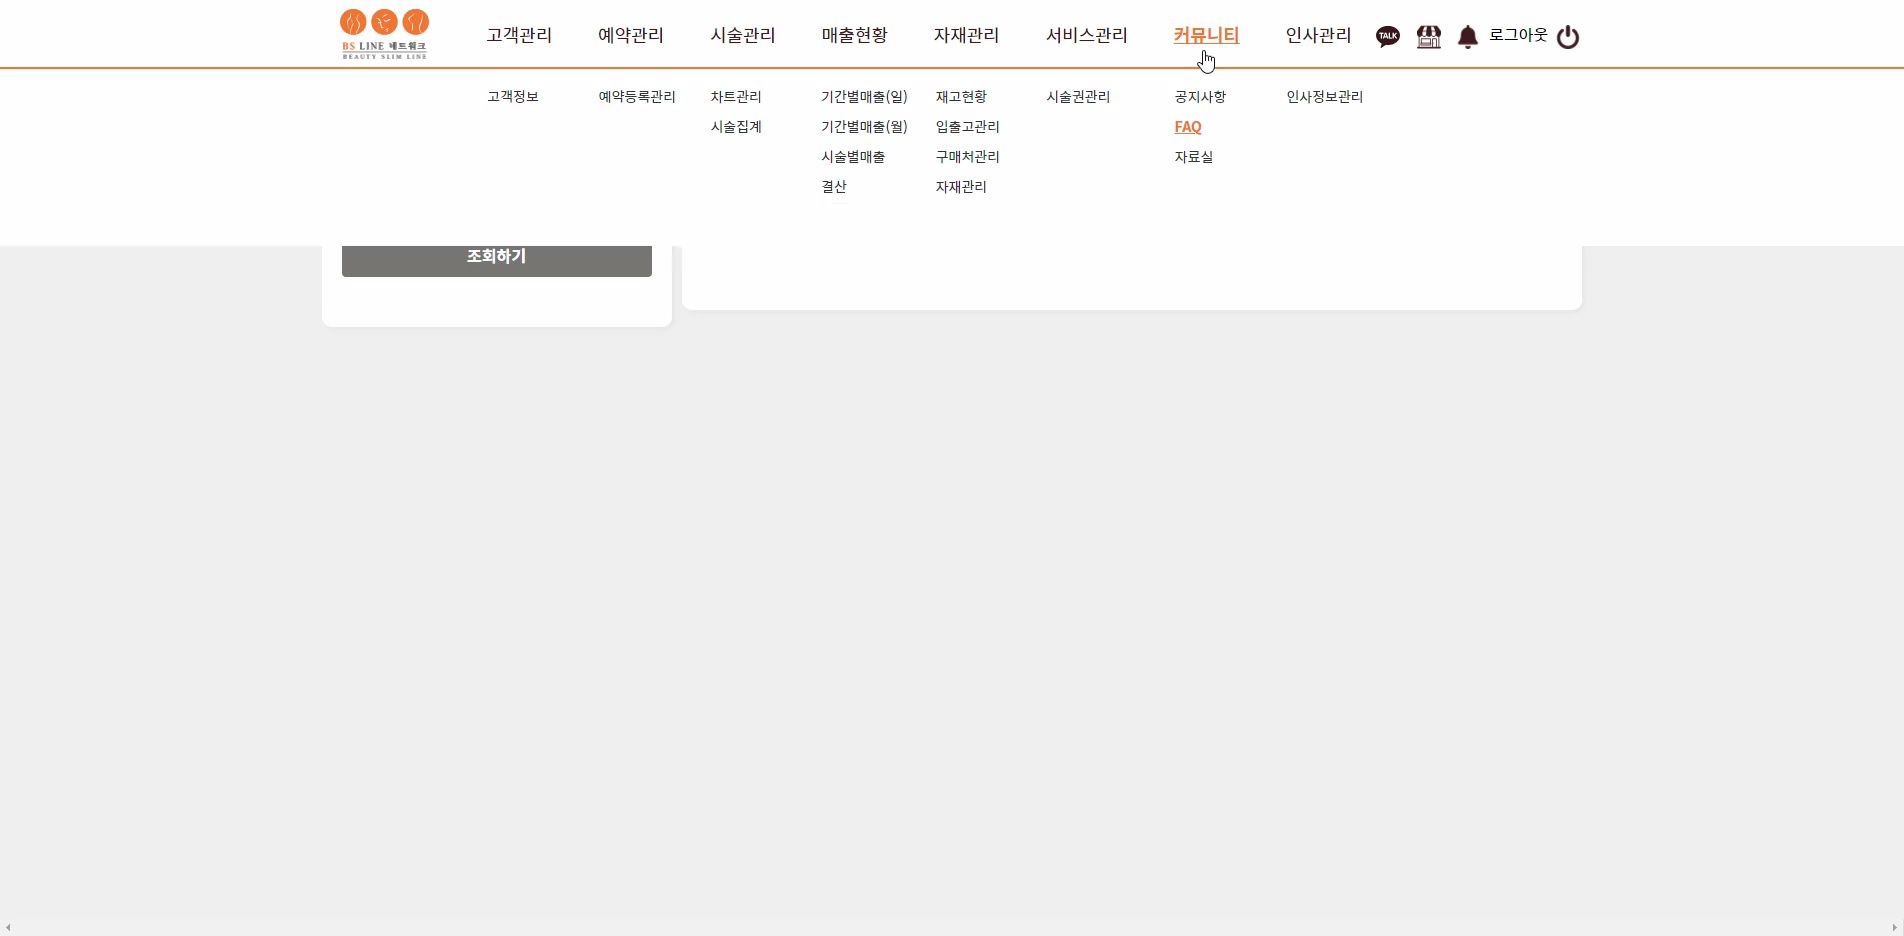 BS LINE 네트워크
BEAUTY SLIM LINE
고객관리 예약관리 시술관리 매출현황 자재관리 서비스관리 커뮤니티 인사관리 TALK 로그아웃
고객정보 예약등록관리 차트관리 기간별매출(일) 재고현황 시술권관리 공지사항 인사정보관리
시술집계 기간별매출(월) 입출고관리 FAQ
시술별매출 구매처관리 자료실
결산 자재관리
조회하기